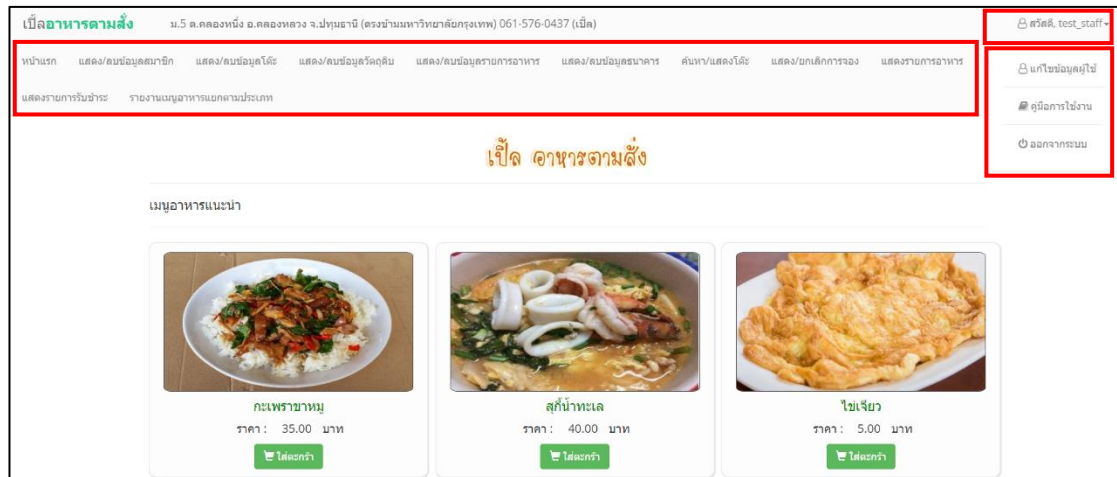 เปิ้ลอาหารตามสั่ง ม.5 ต.คลองหนึ่ง อ.คลองหลวง จ.ปทุมธานี (ตรงข้ามมหาวิทยาลัยกรุงเทพ) 061-576-0437 (เปิ้ล) สวัสดี, test_staff
หน้าแรก แสดง/ลบข้อมูลสมาชิก แสดง/ลบข้อมูลโต๊ะ แสดง/ลบข้อมูลวัตถุดิบ แสดง/ลบข้อมูลรายการอาหาร แสดง/ลบข้อมูลธนาคาร ค้นหา/แสดงโต๊ะ แสดง/ยกเลิกการจอง แสดงรายการอาหาร
แสดงรายการรับชำระ รายงานเมนูอาหารแยกตามประเภท
แก้ไขข้อมูลผู้ใช้
คู่มือการใช้งาน
ออกจากระบบ
เปิ้ล อาหารตามสั่ง
เมนูอาหารแนะนำ
กะเพราขาหมู สุกี้น้ำทะเล ไข่เจียว
ราคา : 35.00 บาท ราคา : 40.00 บาท ราคา : 5.00 บาท
ใส่ตะกร้า ใส่ตะกร้า ใส่ตะกร้า